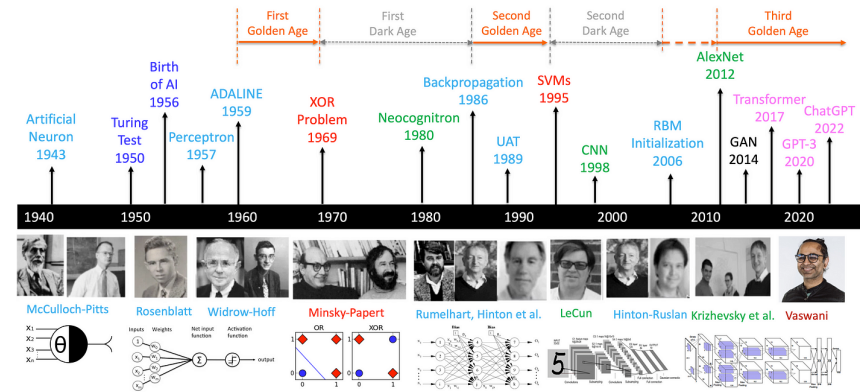 First
Golden Age
First
Dark Age
Second
Golden Age
Second
Dark Age
Third
Golden Age
Artificial
Neuron
1943
Turing
Test
1950
Birth
of AI
1956
Perceptron
1957
ADALINE
1959
XOR
Problem
1969
Neocognitron
1980
Backpropagation
1986
UAT
1989
SVMs
1995
CNN
1998
RBM
Initialization
2006
AlexNet
2012
GAN
2014
Transformer
2017
GPT-3
2020
ChatGPT
2022
1940 1950 1960 1970 1980 1990 2000 2010 2020
McCulloch-Pitts
Rosenblatt
Widrow-Hoff
Minsky-Papert
Rumelhart, Hinton et al.
LeCun
Hinton-Ruslan
Krizhevsky et al.
Vaswani
X₁
X₂
X₃
Xₙ
θ
Inputs
Weights
Net input
function
Activation
function
1
Σ
output
OR
XOR
1
0
0 1
0 1
5